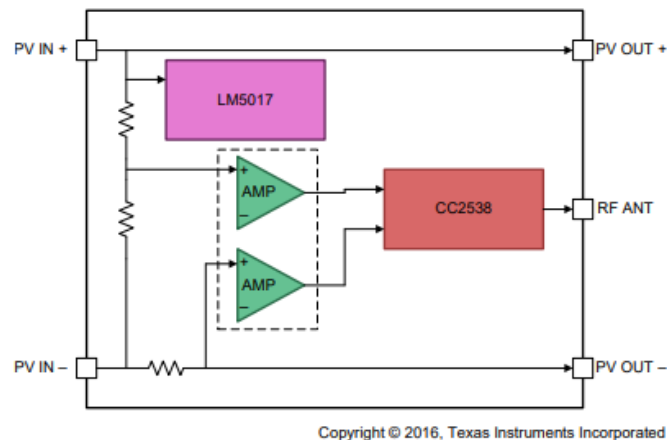 PV IN +
PV OUT +
LM5017
+
AMP
–
CC2538
RF ANT
+
AMP
–
PV IN –
PV OUT –
Copyright © 2016, Texas Instruments Incorporated